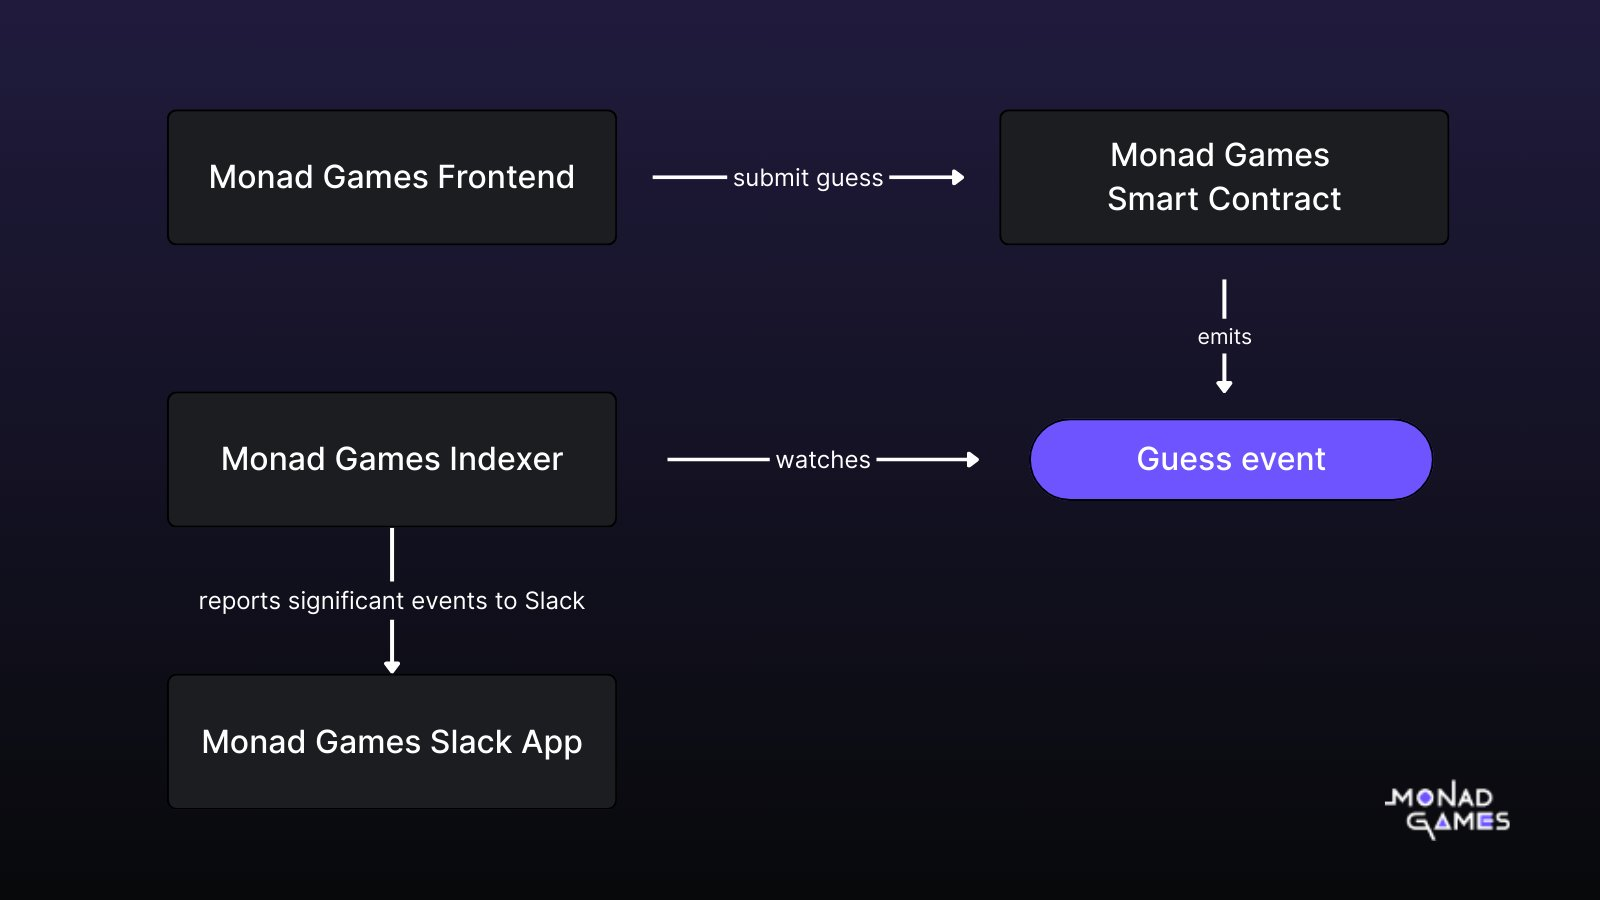 Monad Games Frontend
submit guess
Monad Games
Smart Contract
emits
Monad Games Indexer
watches
Guess event
reports significant events to Slack
Monad Games Slack App
MONAD
GAMES